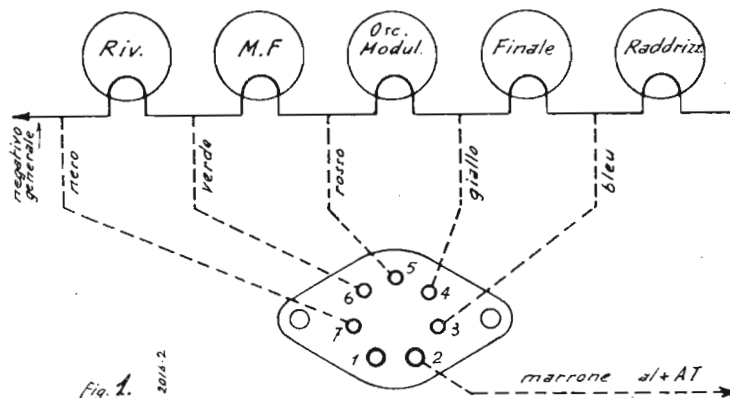 Riv.
M.F
Osc.
Modul.
Finale
Raddrizz.
negativo
generale
nero
verde
rosso
giallo
bleu
5
6
4
7
3
1
2
Fig. 1.
2016-2
marrone al+AT